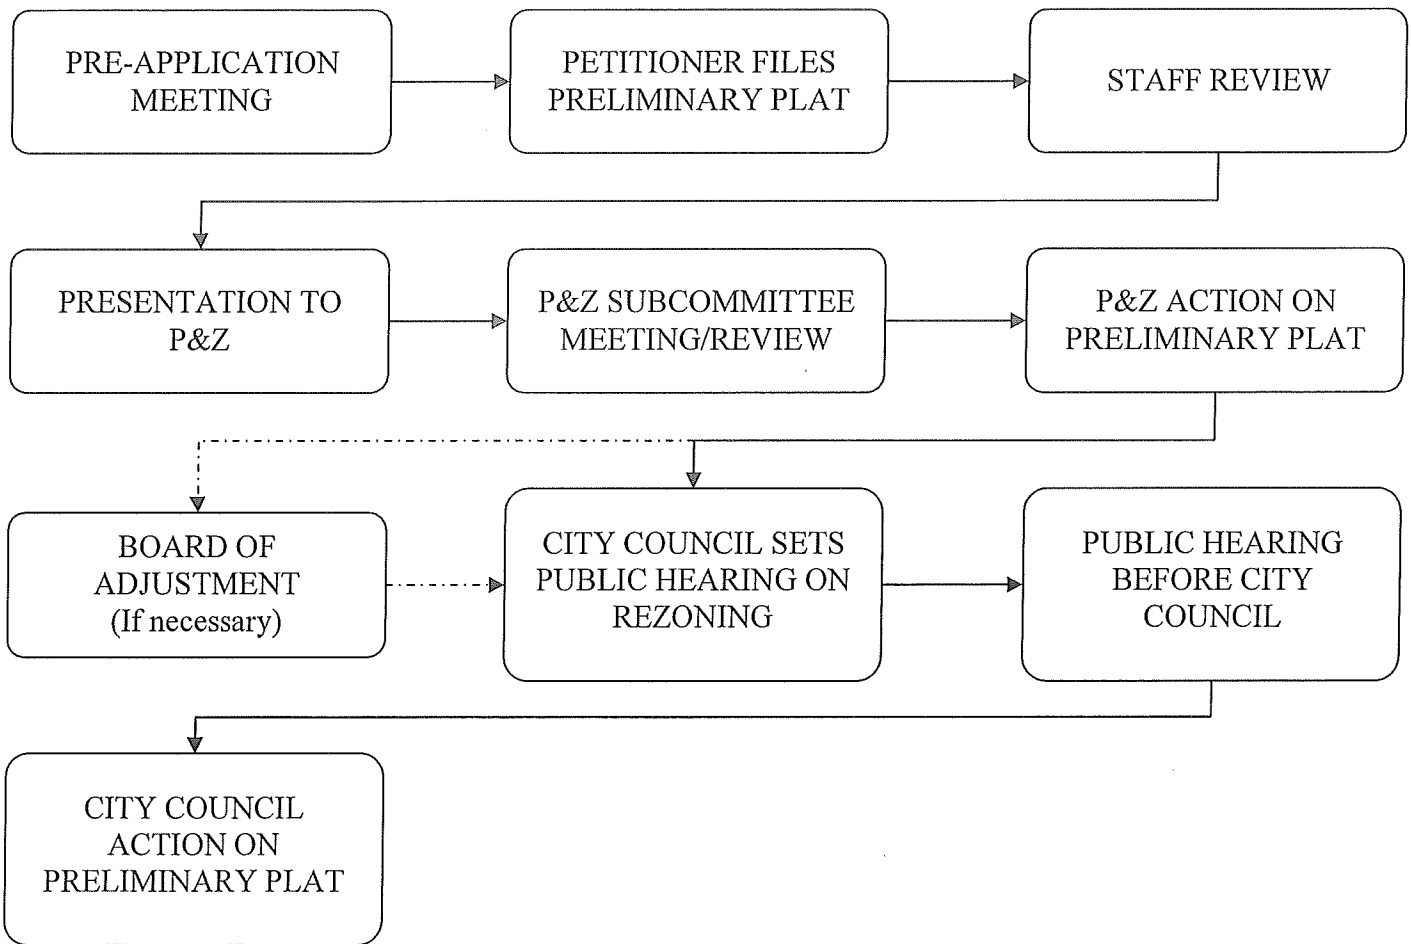 PRE-APPLICATION
MEETING
PETITIONER FILES
PRELIMINARY PLAT
STAFF REVIEW
PRESENTATION TO
P&Z
P&Z SUBCOMMITTEE
MEETING/REVIEW
P&Z ACTION ON
PRELIMINARY PLAT
BOARD OF
ADJUSTMENT
(If necessary)
CITY COUNCIL SETS
PUBLIC HEARING ON
REZONING
PUBLIC HEARING
BEFORE CITY
COUNCIL
CITY COUNCIL
ACTION ON
PRELIMINARY PLAT